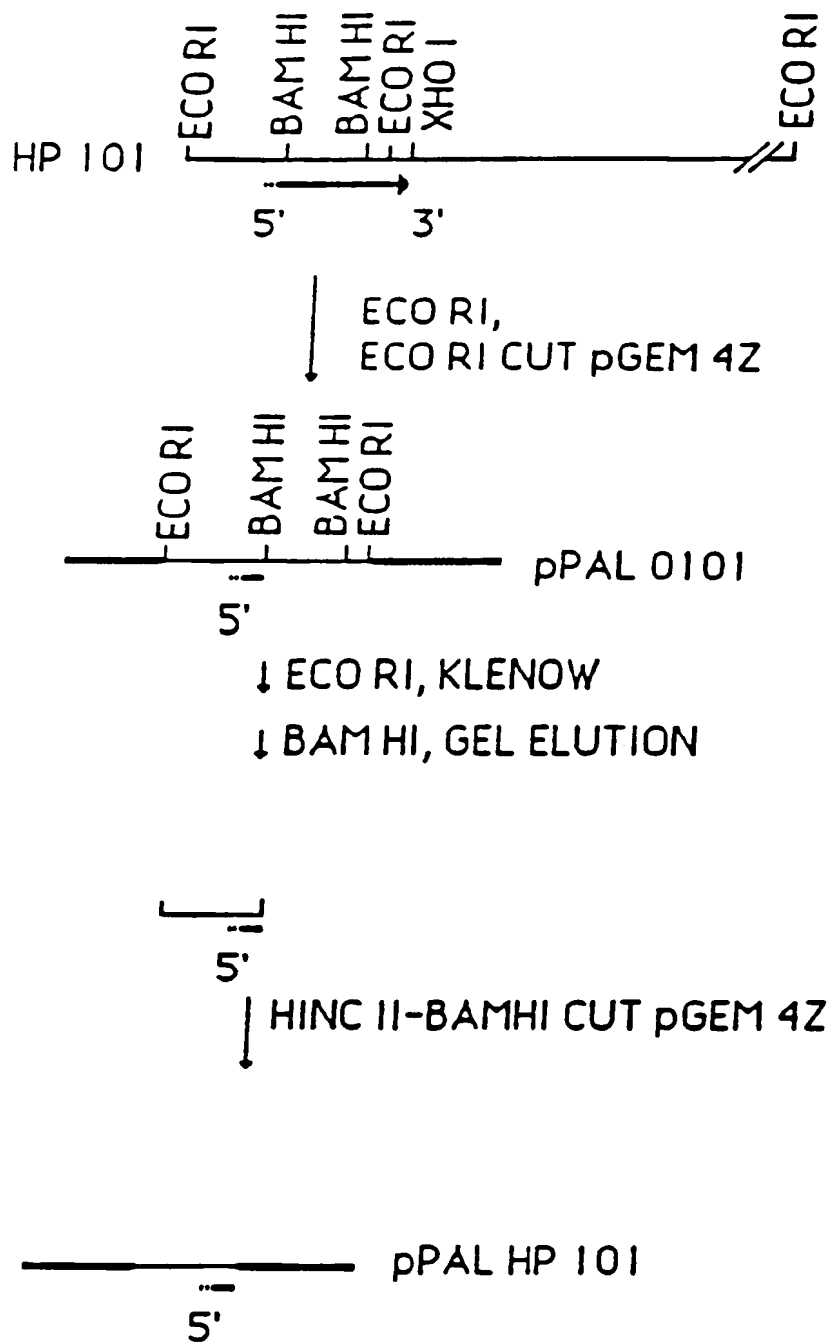 ECO RI
BAM HI
BAM HI
ECO RI
XHO I
ECO RI
HP 101
5' 3'
ECO RI,
ECO RI CUT pGEM 4Z
ECO RI
BAM HI
BAM HI
ECO RI
pPAL 0101
5'
ECO RI, KLENOW
BAM HI, GEL ELUTION
5'
HINC II-BAMHI CUT pGEM 4Z
pPAL HP 101
5'